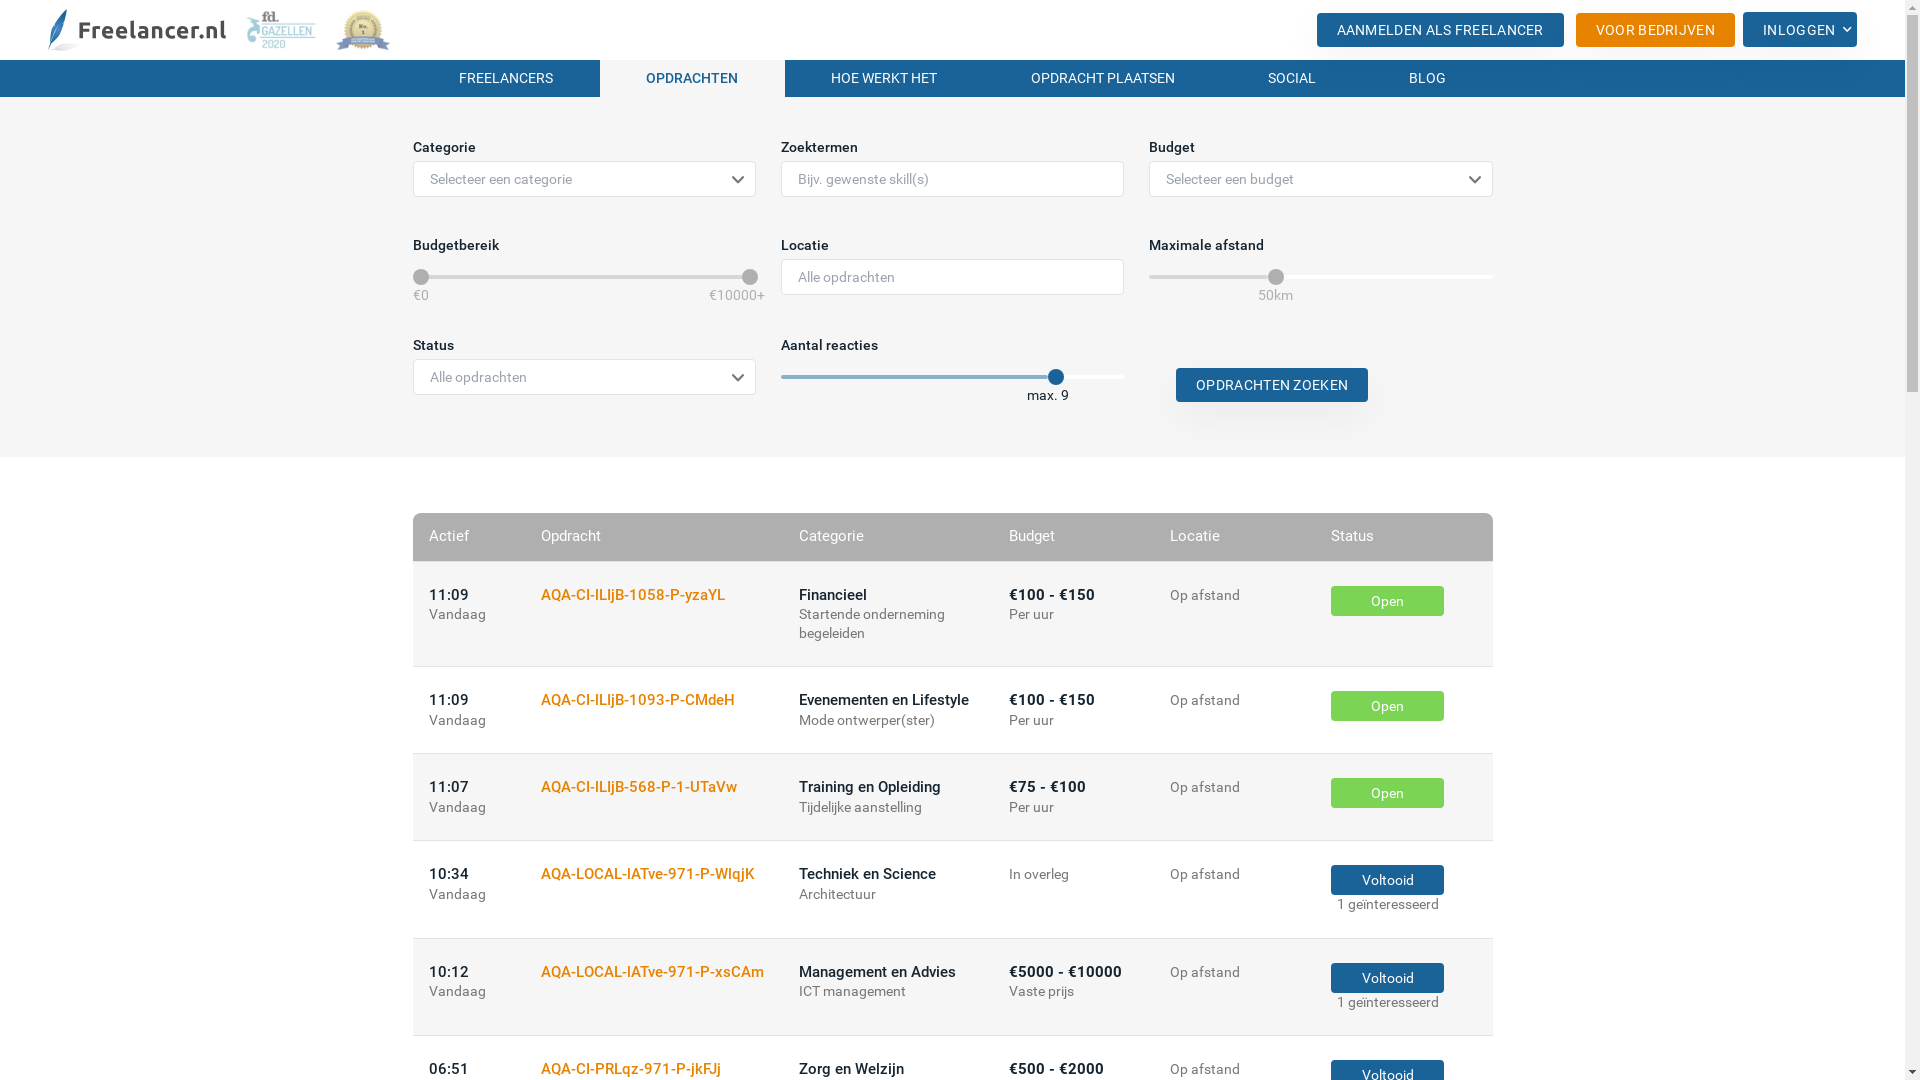 Freelancer.nl
fd.
GAZELLEN
2020
AANMELDEN ALS FREELANCER
VOOR BEDRIJVEN
INLOGGEN
FREELANCERS
OPDRACHTEN
HOE WERKT HET
OPDRACHT PLAATSEN
SOCIAL
BLOG
Categorie
Zoektermen
Budget
Selecteer een categorie
Bijv. gewenste skill(s)
Selecteer een budget
Budgetbereik
Locatie
Maximale afstand
Alle opdrachten
€0
€10000+
50km
Status
Aantal reacties
Alle opdrachten
max. 9
OPDRACHTEN ZOEKEN
Actief
Opdracht
Categorie
Budget
Locatie
Status
11:09
AQA-CI-ILIjB-1058-P-yzaYL
Financieel
€100 - €150
Op afstand
Open
Vandaag
Startende onderneming
Per uur
begeleiden
11:09
AQA-CI-ILIjB-1093-P-CMdeH
Evenementen en Lifestyle
€100 - €150
Op afstand
Open
Vandaag
Mode ontwerper(ster)
Per uur
11:07
AQA-CI-ILIjB-568-P-1-UTaVw
Training en Opleiding
€75 - €100
Op afstand
Open
Vandaag
Tijdelijke aanstelling
Per uur
10:34
AQA-LOCAL-IATve-971-P-WlqjK
Techniek en Science
In overleg
Op afstand
Voltooid
Vandaag
Architectuur
1 geïnteresseerd
10:12
AQA-LOCAL-IATve-971-P-xsCAm
Management en Advies
€5000 - €10000
Op afstand
Voltooid
Vandaag
ICT management
Vaste prijs
1 geïnteresseerd
06:51
AQA-CI-PRLqz-971-P-jkFJj
Zorg en Welzijn
€500 - €2000
Op afstand
Voltooid